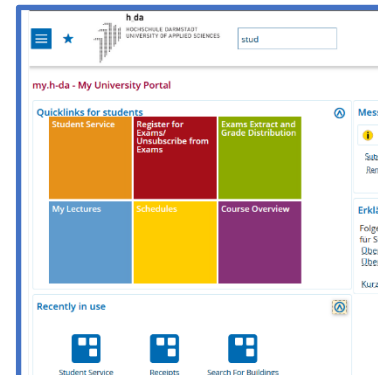 h da
HOCHSCHULE DARMSTADT
UNIVERSITY OF APPLIED SCIENCES
stud
my.h-da - My University Portal
Quicklinks for students
Student Service
Register for
Exams/
Unsubscribe from
Exams
Exams Extract and
Grade Distribution
My Lectures
Schedules
Course Overview
Recently in use
Student Service
Receipts
Search For Buildings
Mes
Erklä
Folge
für S
Kurz